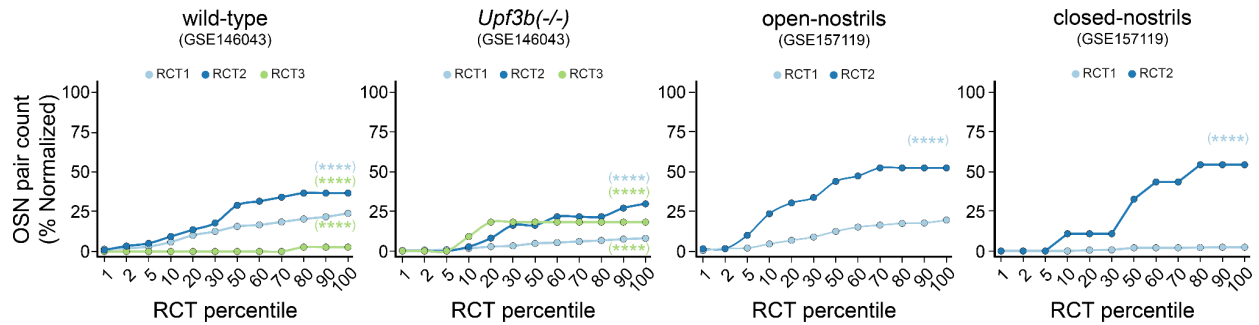 wild-type
(GSE146043)
RCT1 RCT2 RCT3
OSN pair count
(% Normalized)
100
75
50
25
0
(****)
(****)
(****)
1 2 5 10 20 30 50 60 70 80 90 100
RCT percentile
Upf3b(-/-)
(GSE146043)
RCT1 RCT2 RCT3
100
75
50
25
0
(****)
(****)
(****)
1 2 5 10 20 30 50 60 70 80 90 100
RCT percentile
open-nostrils
(GSE157119)
RCT1 RCT2
100
75
50
25
0
(****)
1 2 5 10 20 30 50 60 70 80 90 100
RCT percentile
closed-nostrils
(GSE157119)
RCT1 RCT2
100
75
50
25
0
(****)
1 2 5 10 20 30 50 60 70 80 90 100
RCT percentile